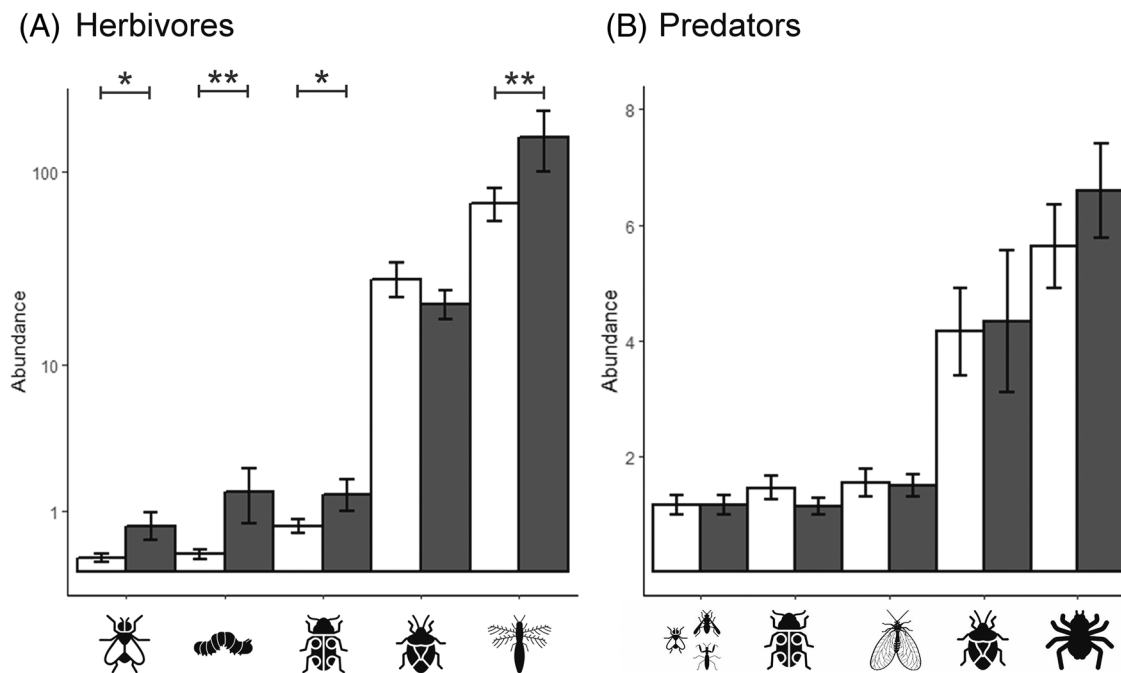 (A) Herbivores
(B) Predators
* ** * **
Abundance
100
10
1
Abundance
8
6
4
2